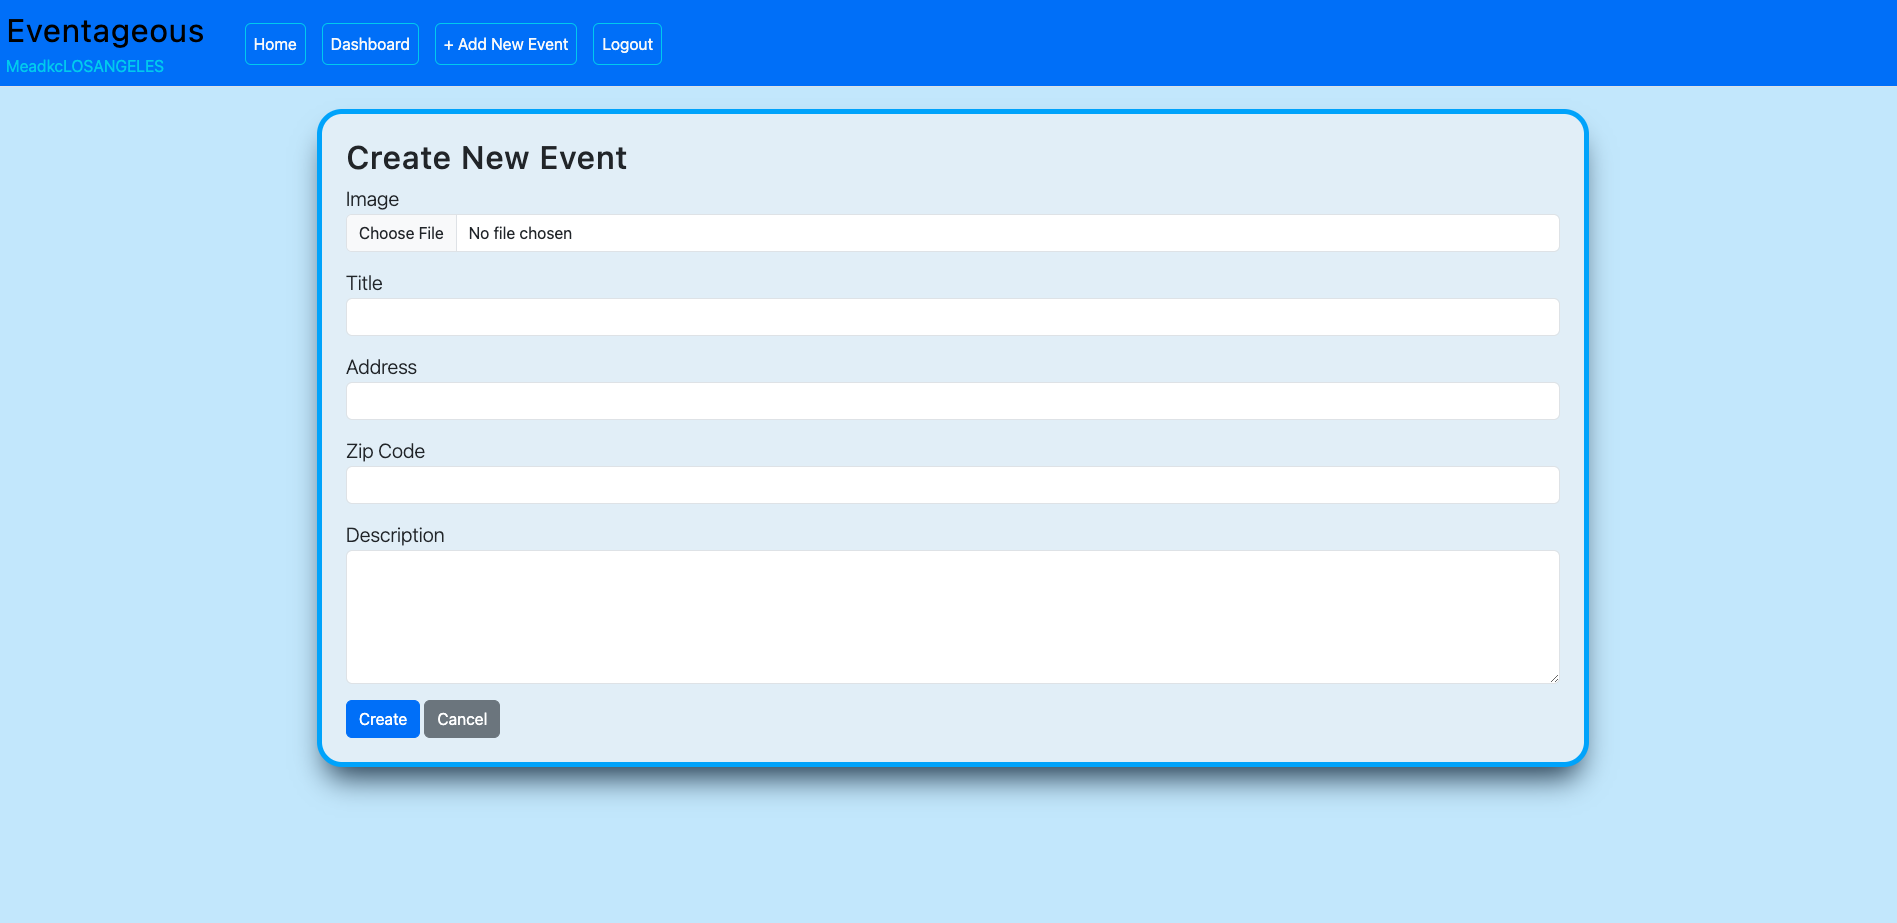 Eventageous
MeadkcLOSANGELES
Home
Dashboard
+ Add New Event
Logout
Create New Event
Image
Choose File No file chosen
Title
Address
Zip Code
Description
Create
Cancel